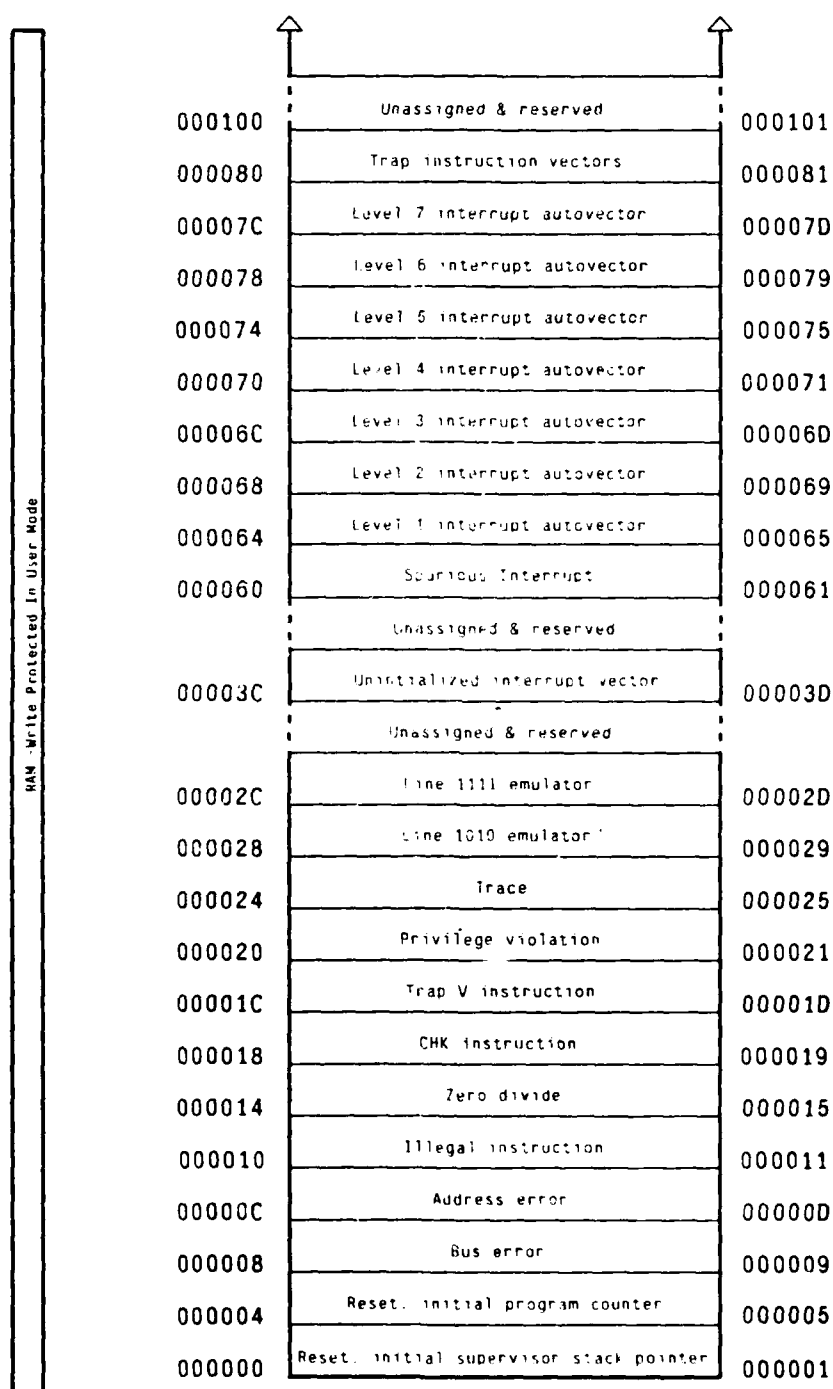 000100 Unassigned & reserved 000101
000080 Trap instruction vectors 000081
00007C Level 7 interrupt autovector 00007D
000078 Level 6 interrupt autovector 000079
000074 Level 5 interrupt autovector 000075
000070 Level 4 interrupt autovector 000071
00006C Level 3 interrupt autovector 00006D
000068 Level 2 interrupt autovector 000069
000064 Level 1 interrupt autovector 000065
000060 Spurious Interrupt 000061
Unassigned & reserved
00003C Unintialized interrupt vector 00003D
Unassigned & reserved
00002C Line 1111 emulator 00002D
000028 Line 1010 emulator 000029
000024 Trace 000025
000020 Privilege violation 000021
00001C Trap V instruction 00001D
000018 CHK instruction 000019
000014 Zero divide 000015
000010 Illegal instruction 000011
00000C Address error 00000D
000008 Bus error 000009
000004 Reset. initial program counter 000005
000000 Reset. initial supervisor stack pointer 000001
RAM -Write Protected In User Mode